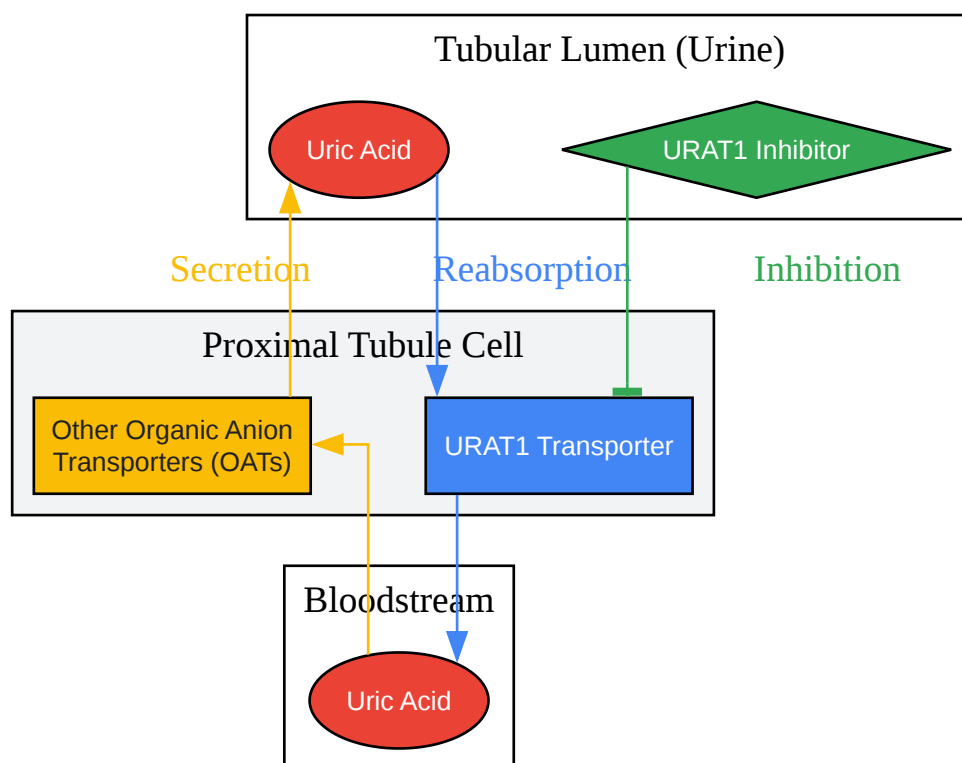 Tubular Lumen (Urine)
Uric Acid
URAT1 Inhibitor
Secretion
Reabsorption
Inhibition
Proximal Tubule Cell
Other Organic Anion
Transporters (OATs)
URAT1 Transporter
Bloodstream
Uric Acid